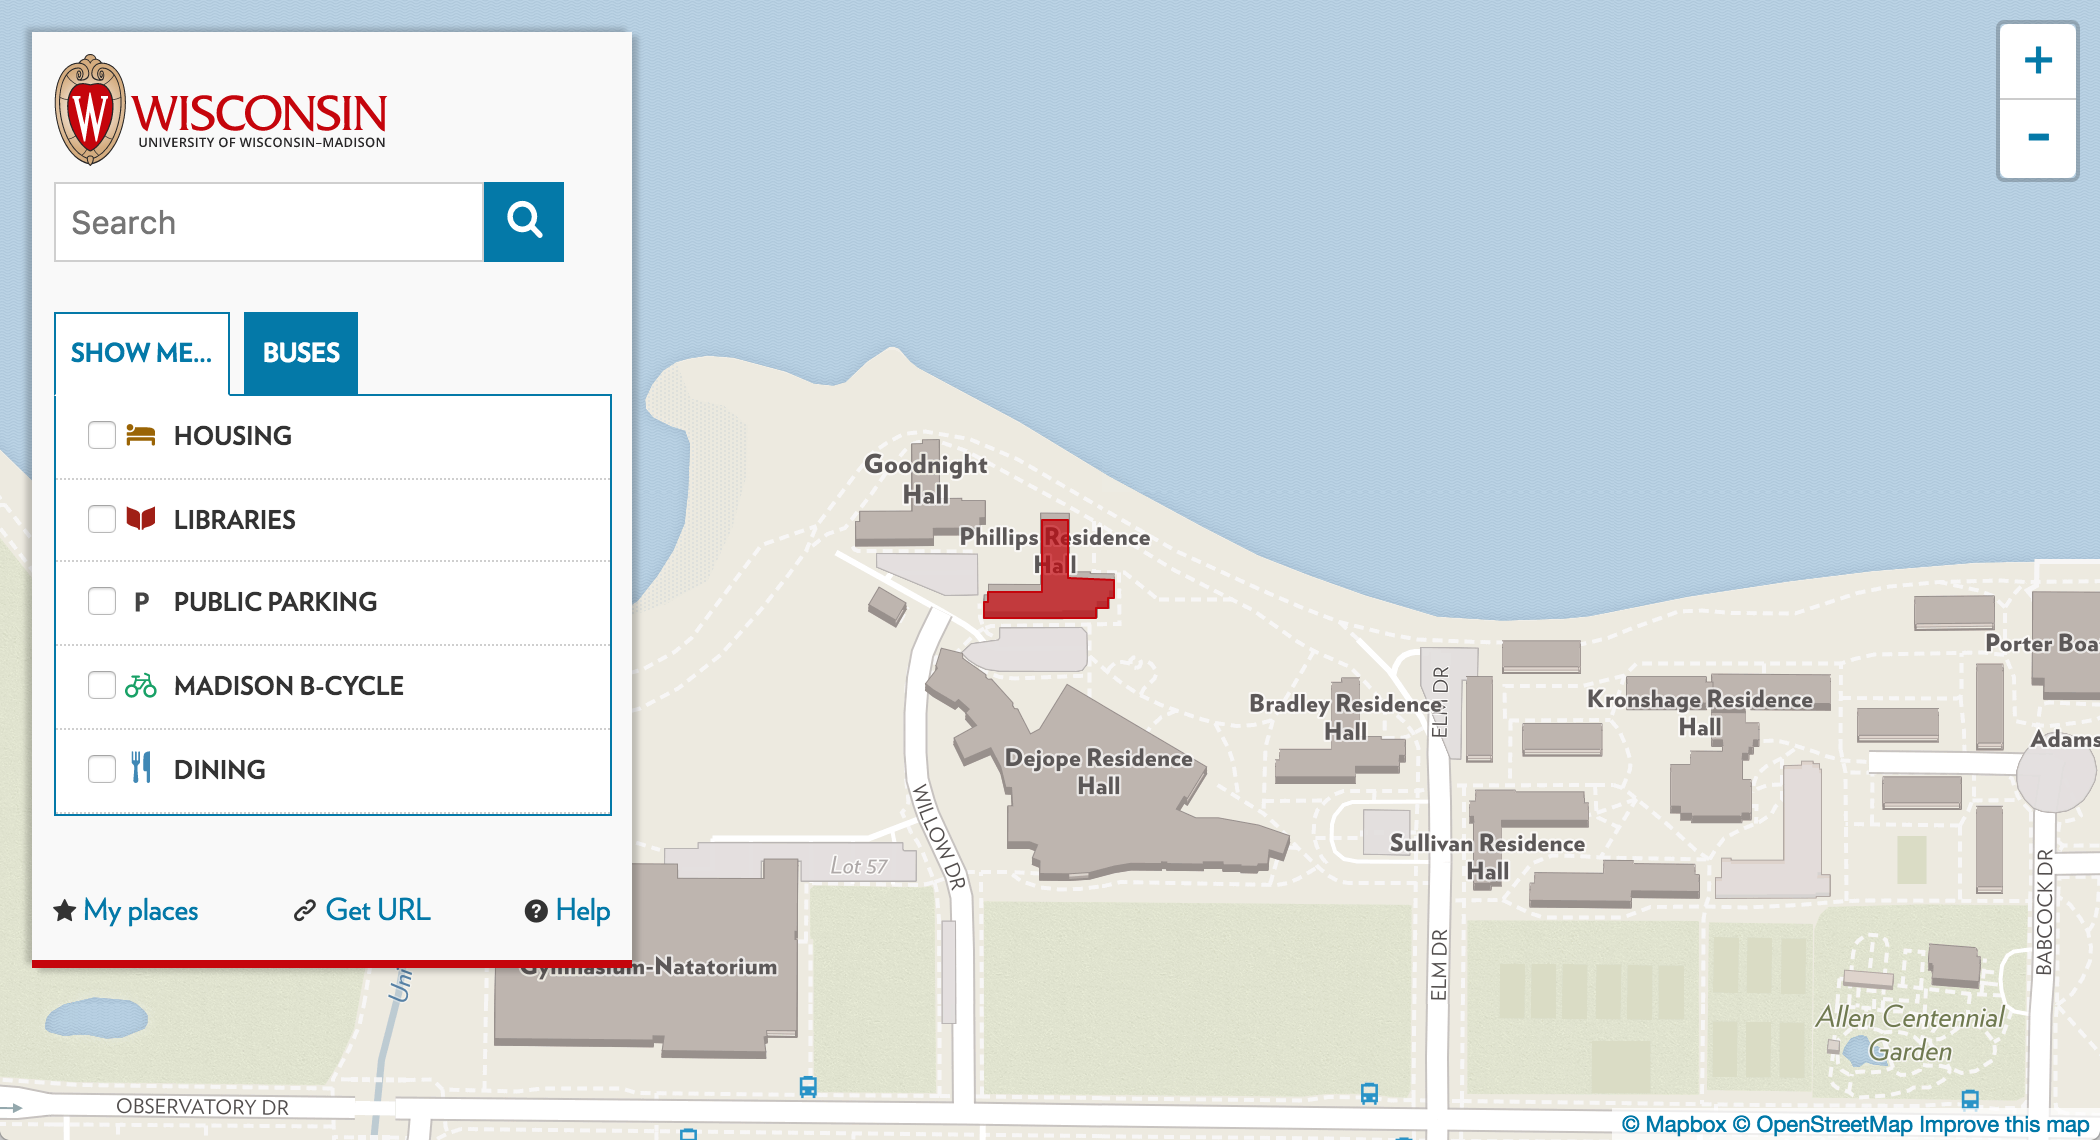 W
WISCONSIN
UNIVERSITY OF WISCONSIN–MADISON
Search
SHOW ME...
BUSES
HOUSING
LIBRARIES
P PUBLIC PARKING
MADISON B-CYCLE
DINING
My places
Get URL
? Help
+
−
Goodnight
Hall
Phillips Residence
Hall
Dejope Residence
Hall
Bradley Residence
Hall
Kronshage Residence
Hall
Sullivan Residence
Hall
Porter Boa
Adams
Lot 57
WILLOW DR
ELM DR
ELM DR
BABCOCK DR
Gymnasium-Natatorium
Uni
Allen Centennial
Garden
OBSERVATORY DR
© Mapbox © OpenStreetMap Improve this map